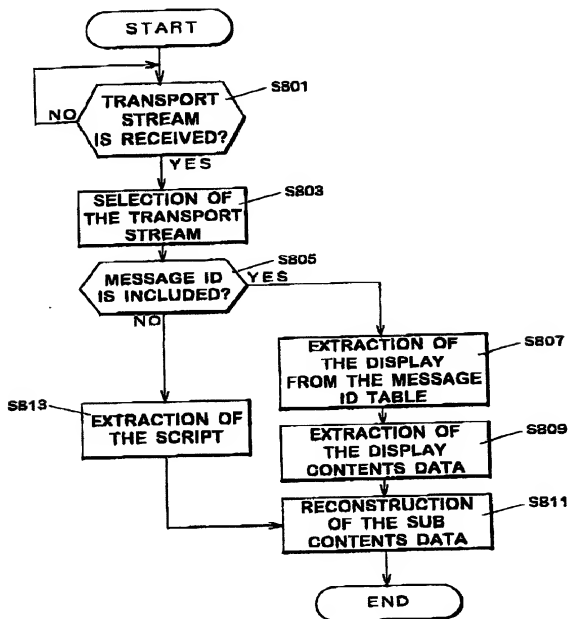 START
S801
TRANSPORT
STREAM
IS RECEIVED?
NO
YES
S803
SELECTION OF
THE TRANSPORT
STREAM
S805
MESSAGE ID
IS INCLUDED?
YES
NO
S807
EXTRACTION OF
THE DISPLAY
FROM THE MESSAGE
ID TABLE
S813
EXTRACTION OF
THE SCRIPT
S809
EXTRACTION OF
THE DISPLAY
CONTENTS DATA
S811
RECONSTRUCTION
OF THE SUB
CONTENTS DATA
END